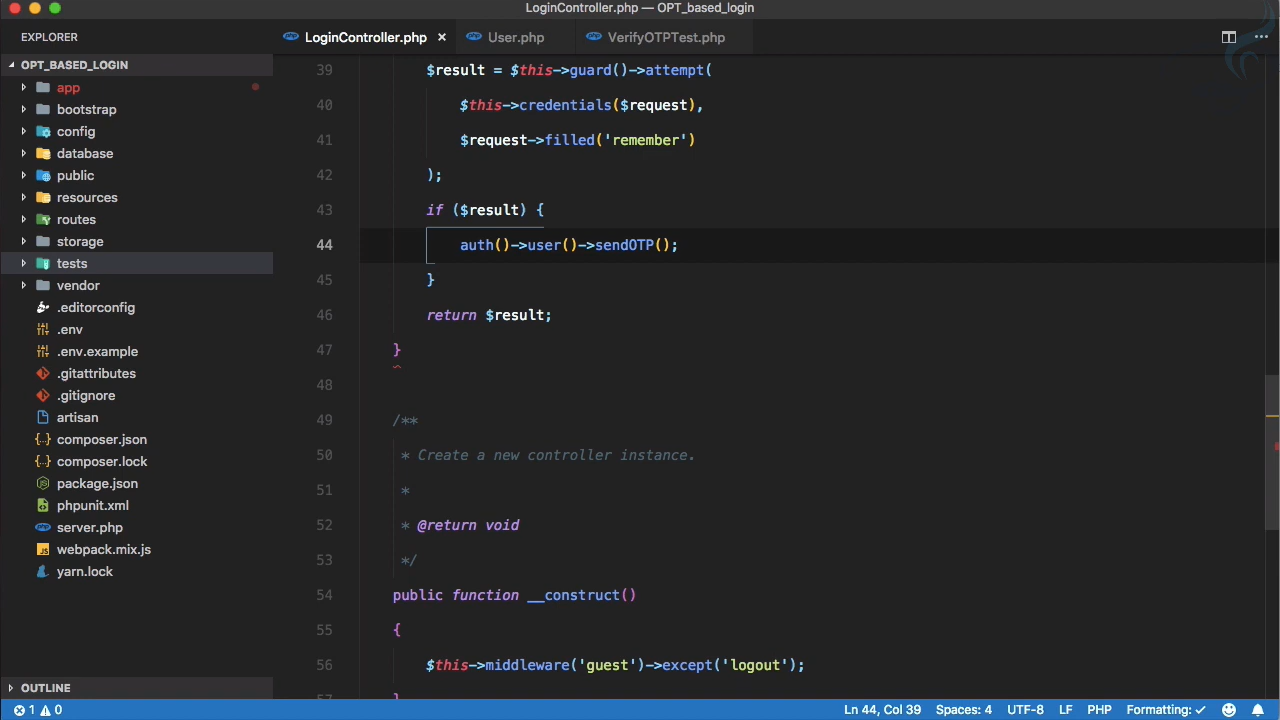 LoginController.php — OPT_based_login
EXPLORER
LoginController.php × User.php VerifyOTPTest.php
OPT_BASED_LOGIN
app
bootstrap
config
database
public
resources
routes
storage
tests
vendor
.editorconfig
.env
.env.example
.gitattributes
.gitignore
artisan
composer.json
composer.lock
package.json
phpunit.xml
server.php
webpack.mix.js
yarn.lock
OUTLINE
39 $result = $this->guard()->attempt(
40 $this->credentials($request),
41 $request->filled('remember')
42 );
43 if ($result) {
44 auth()->user()->sendOTP();
45 }
46 return $result;
47 }
48
49 /**
50 * Create a new controller instance.
51 *
52 * @return void
53 */
54 public function __construct()
55 {
56 $this->middleware('guest')->except('logout');
57 }
1 0 Ln 44, Col 39 Spaces: 4 UTF-8 LF PHP Formatting: ✓